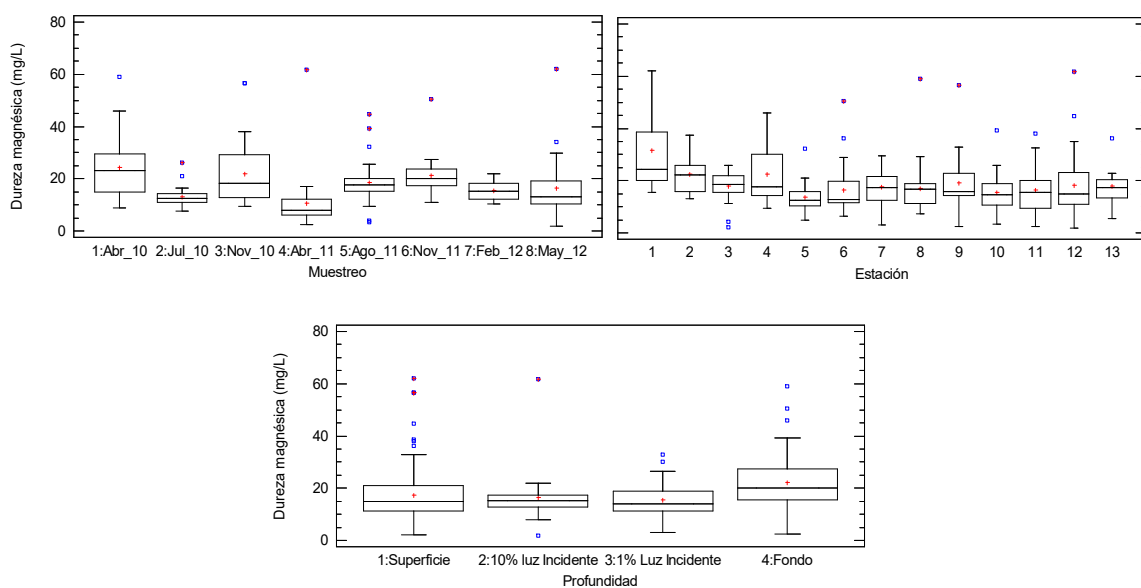 Dureza magnésica (mg/L)
80
60
40
20
0
1:Abr_10 2:Jul_10 3:Nov_10 4:Abr_11 5:Ago_11 6:Nov_11 7:Feb_12 8:May_12
Muestreo
1 2 3 4 5 6 7 8 9 10 11 12 13
Estación
Dureza magnésica (mg/L)
80
60
40
20
0
1:Superficie 2:10% luz Incidente 3:1% Luz Incidente 4:Fondo
Profundidad